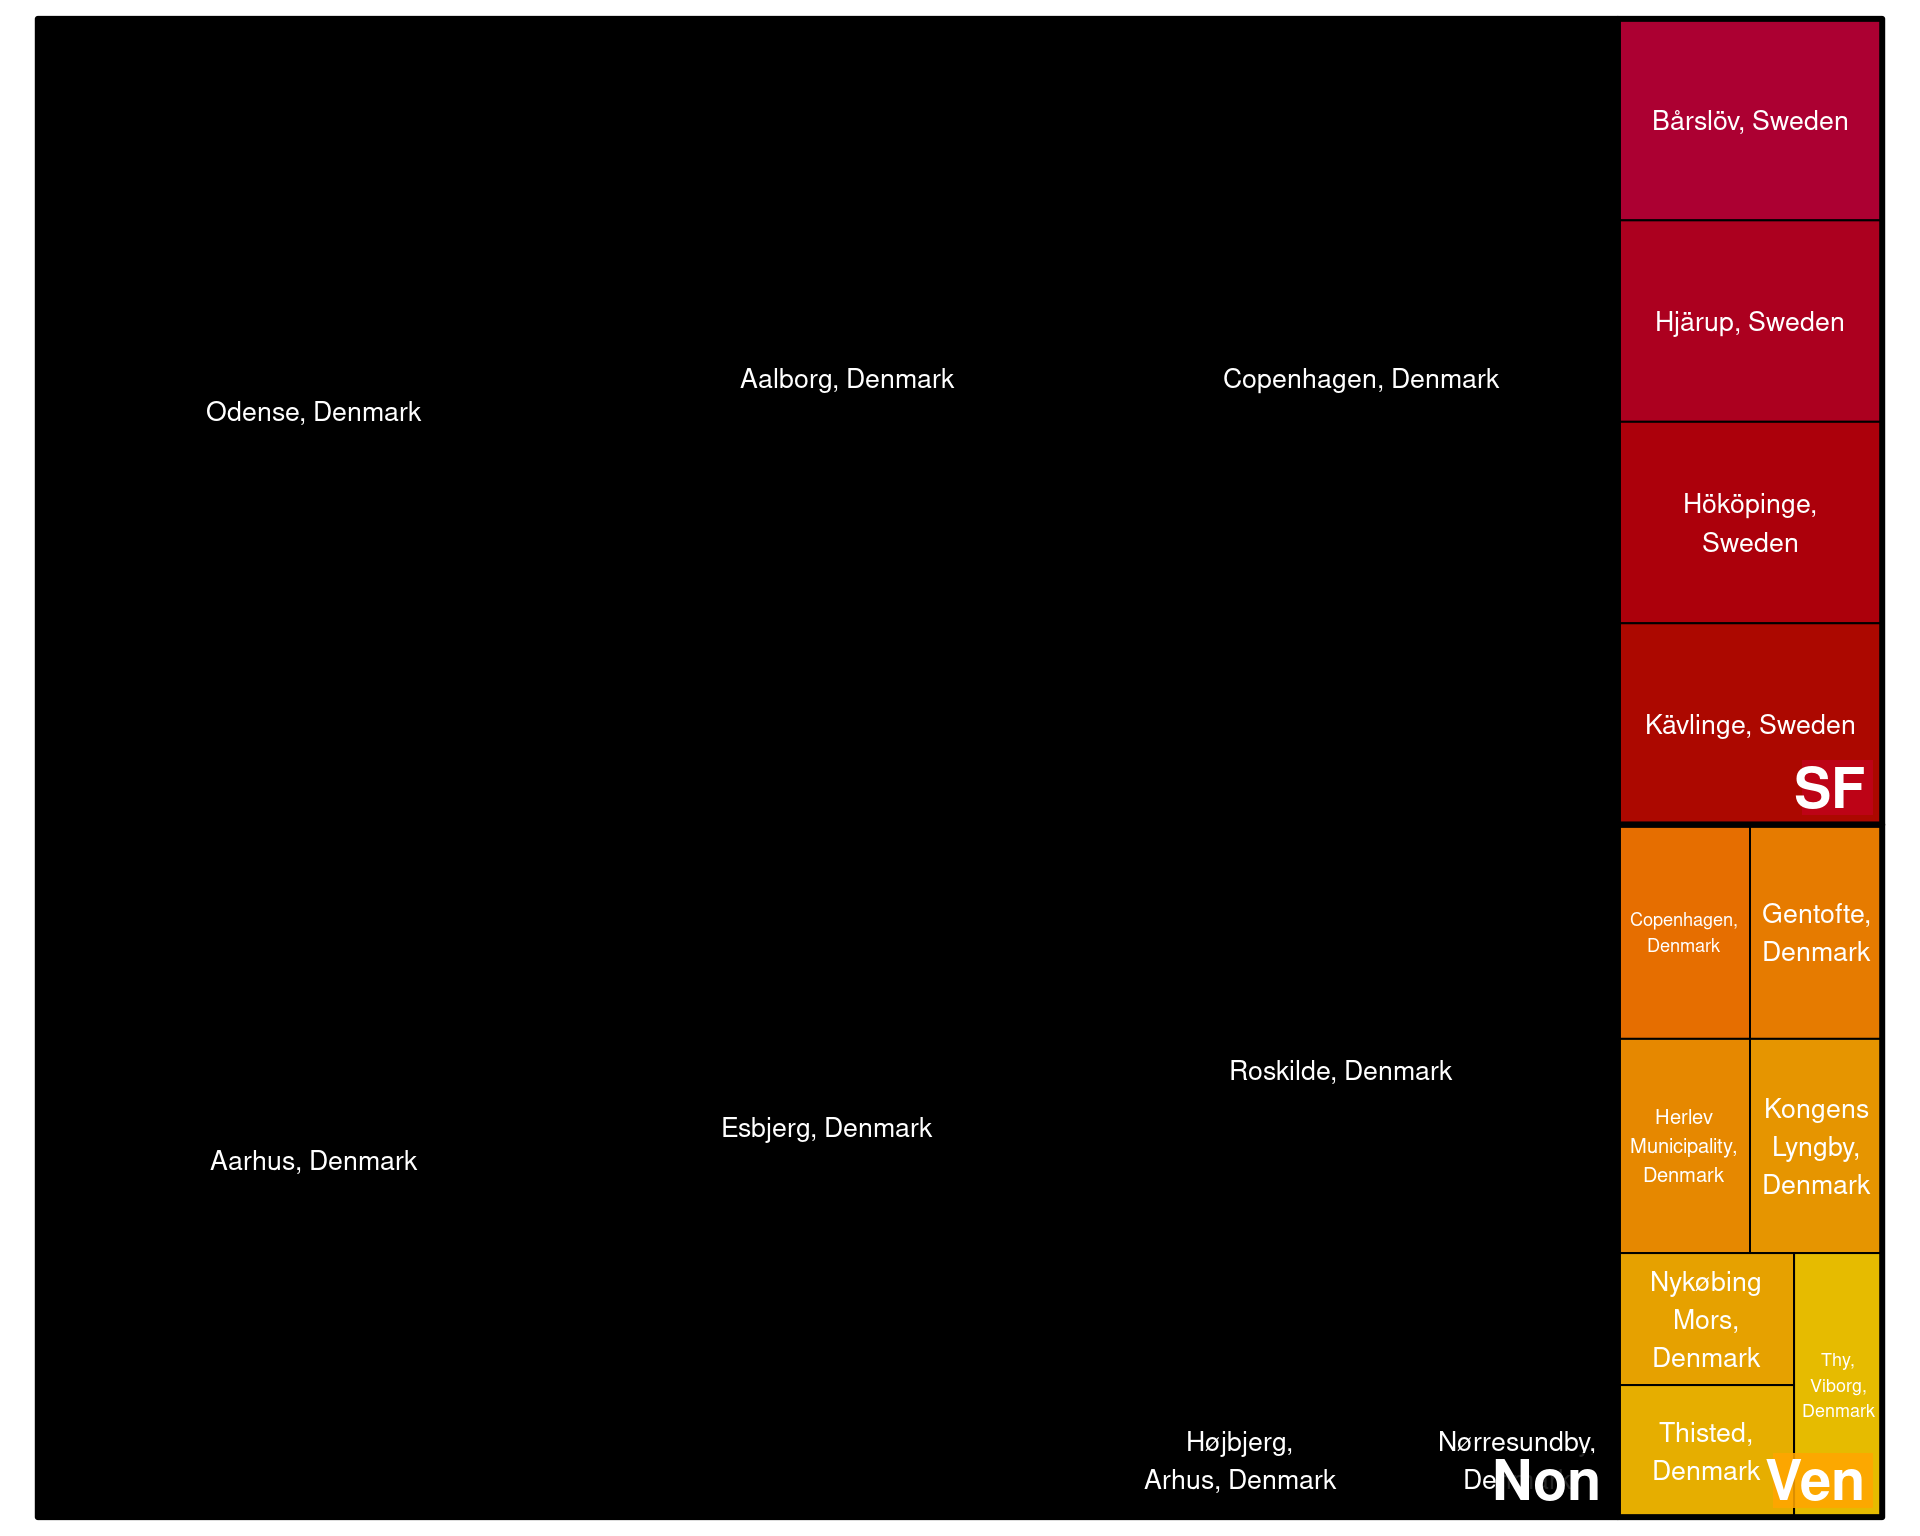 Odense, Denmark
Aalborg, Denmark
Copenhagen, Denmark
Aarhus, Denmark
Esbjerg, Denmark
Roskilde, Denmark
Højbjerg,
Arhus, Denmark
Nørresundby,
Non
Bårslöv, Sweden
Hjärup, Sweden
Hököpinge,
Sweden
Kävlinge, Sweden
SF
Copenhagen,
Denmark
Gentofte,
Denmark
Herlev
Municipality,
Denmark
Kongens
Lyngby,
Denmark
Nykøbing
Mors,
Denmark
Thisted,
Denmark
Thy,
Viborg,
Denmark
Ven